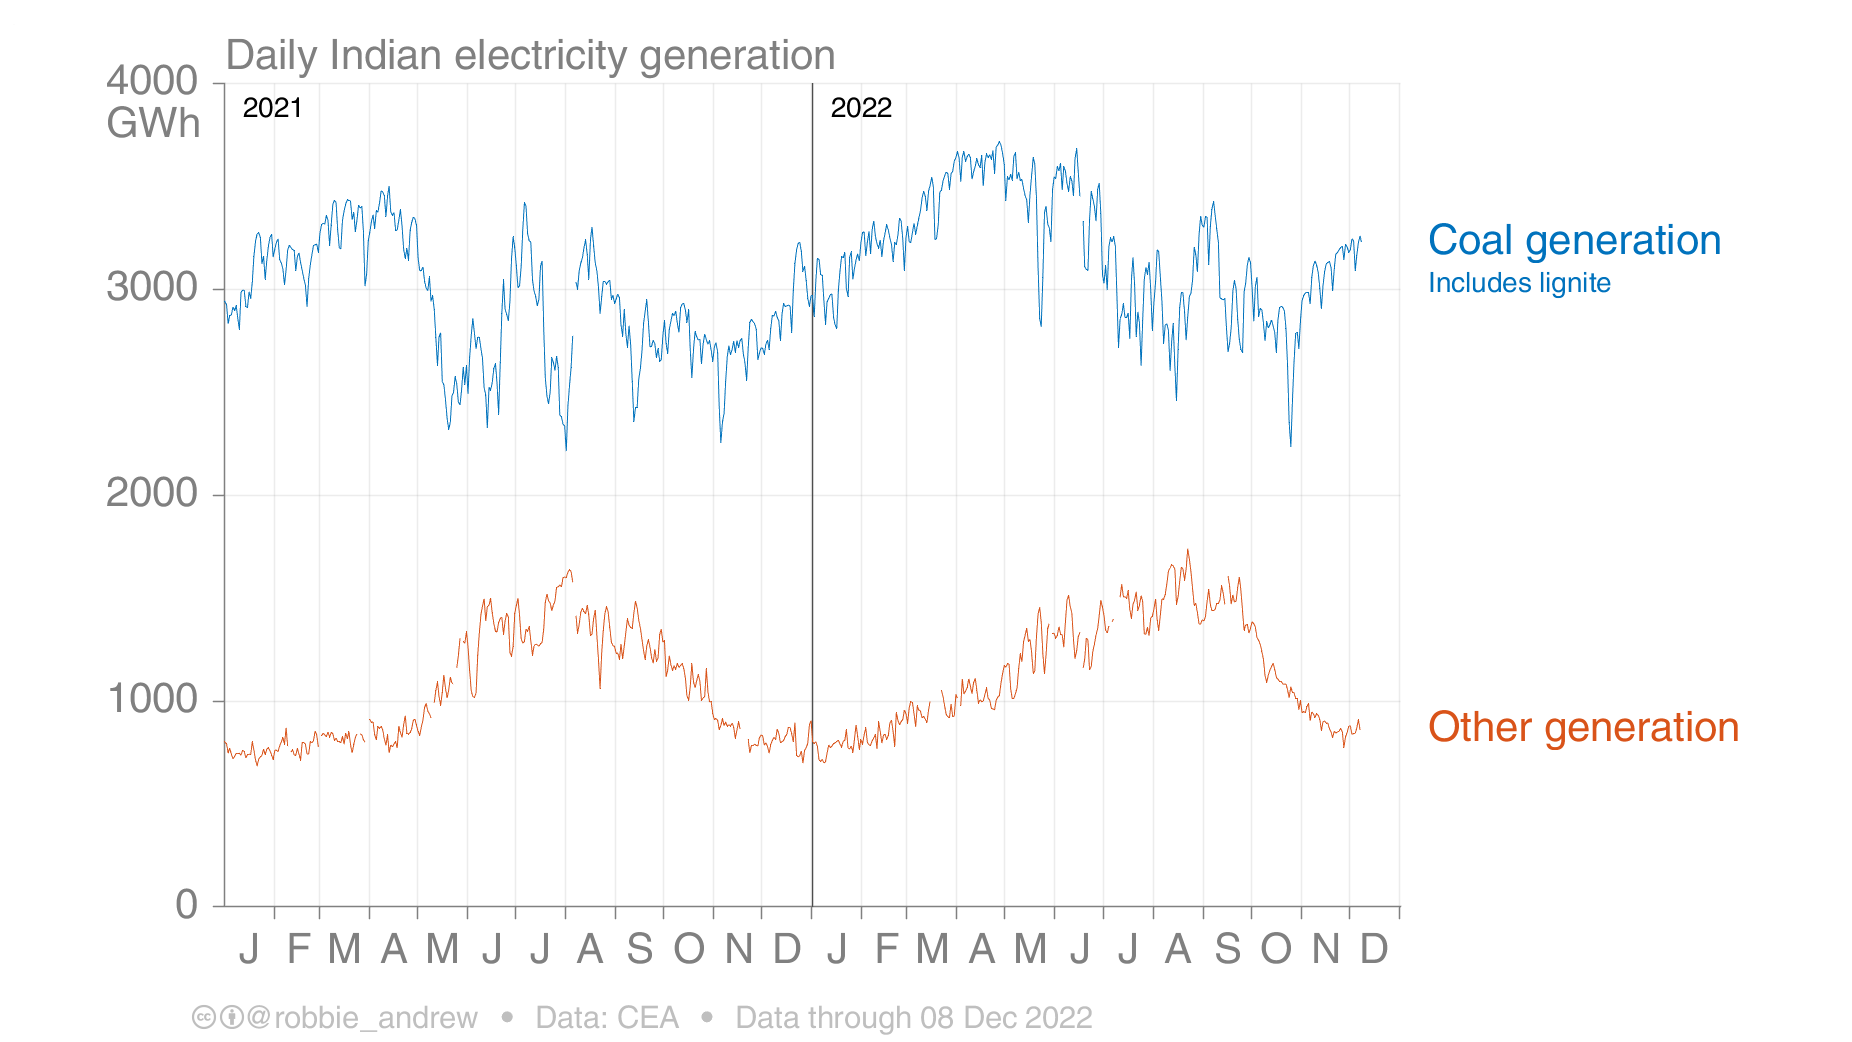 Daily Indian electricity generation
4000
GWh
2021
2022
3000
2000
1000
0
Coal generation
Includes lignite
Other generation
J F M A M J J A S O N D J F M A M J J A S O N D
cc @robbie_andrew • Data: CEA • Data through 08 Dec 2022